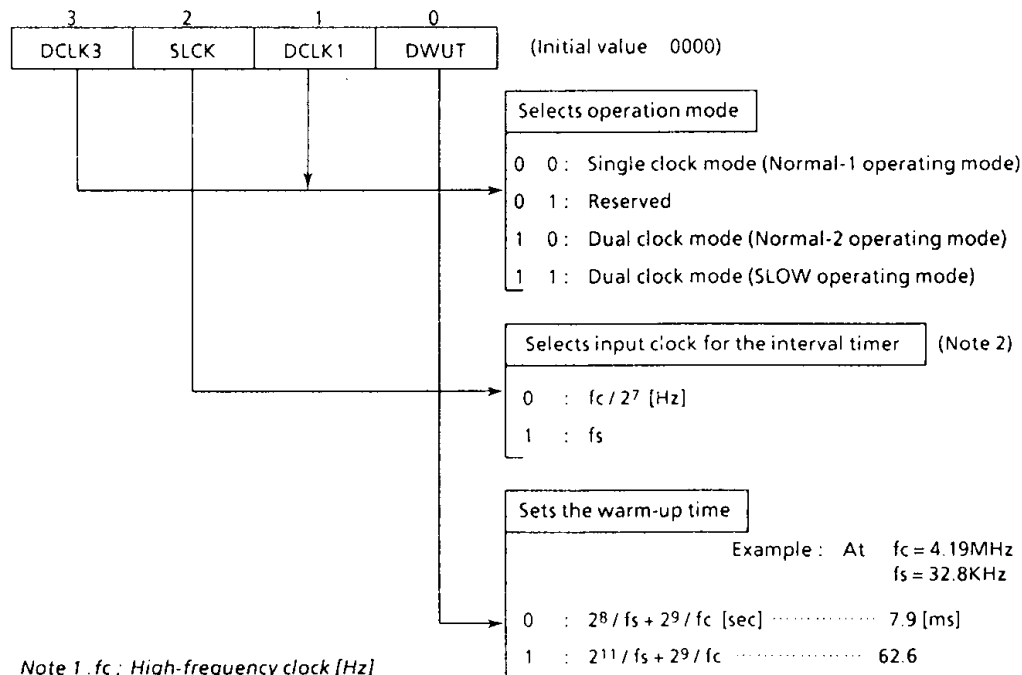 3 2 1 0
DCLK3 SLCK DCLK1 DWUT (Initial value 0000)
Selects operation mode
0 0 : Single clock mode (Normal-1 operating mode)
0 1 : Reserved
1 0 : Dual clock mode (Normal-2 operating mode)
1 1 : Dual clock mode (SLOW operating mode)
Selects input clock for the interval timer (Note 2)
0 : fc / 2⁷ [Hz]
1 : fs
Sets the warm-up time
Example : At fc = 4.19MHz
fs = 32.8KHz
0 : 2⁸ / fs + 2⁹ / fc [sec] ·············· 7.9 [ms]
1 : 2¹¹ / fs + 2⁹ / fc ················· 62.6
Note 1 . fc ; High-frequency clock [Hz]